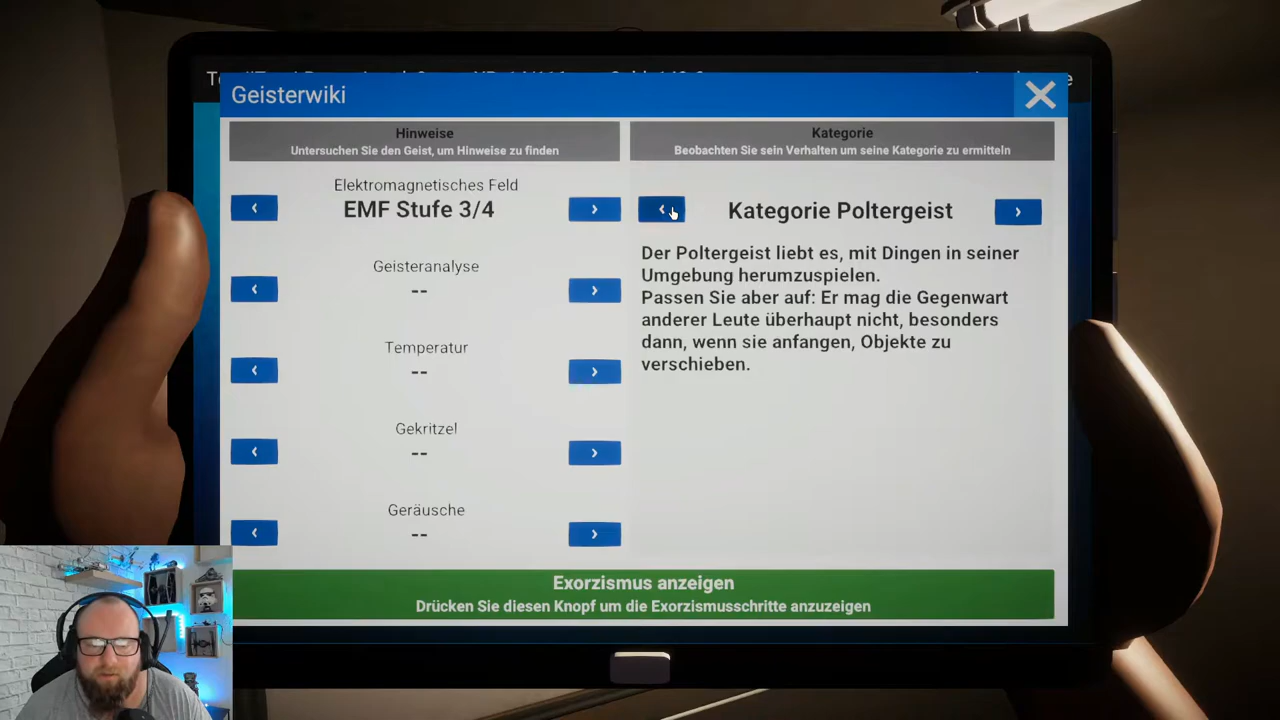 Geisterwiki
Hinweise
Untersuchen Sie den Geist, um Hinweise zu finden
Elektromagnetisches Feld
EMF Stufe 3/4
Geisteranalyse
--
Temperatur
--
Gekritzel
--
Geräusche
--
Kategorie
Beobachten Sie sein Verhalten um seine Kategorie zu ermitteln
Kategorie Poltergeist
Der Poltergeist liebt es, mit Dingen in seiner
Umgebung herumzuspielen.
Passen Sie aber auf: Er mag die Gegenwart
anderer Leute überhaupt nicht, besonders
dann, wenn sie anfangen, Objekte zu
verschieben.
Exorzismus anzeigen
Drücken Sie diesen Knopf um die Exorzismusschritte anzuzeigen